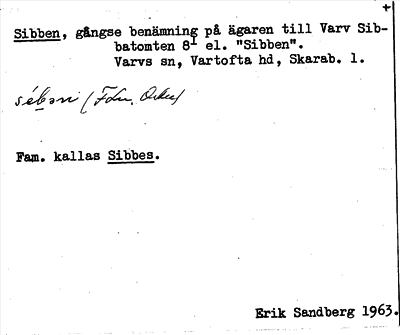 +
Sibben, gångse benämning på ägaren till Varv Sib-
batomten 8¹ el. "Sibben".
Varvs sn, Vartofta hd, Skarab. l.
Fam. kallas Sibbes.
Erik Sandberg 1963.